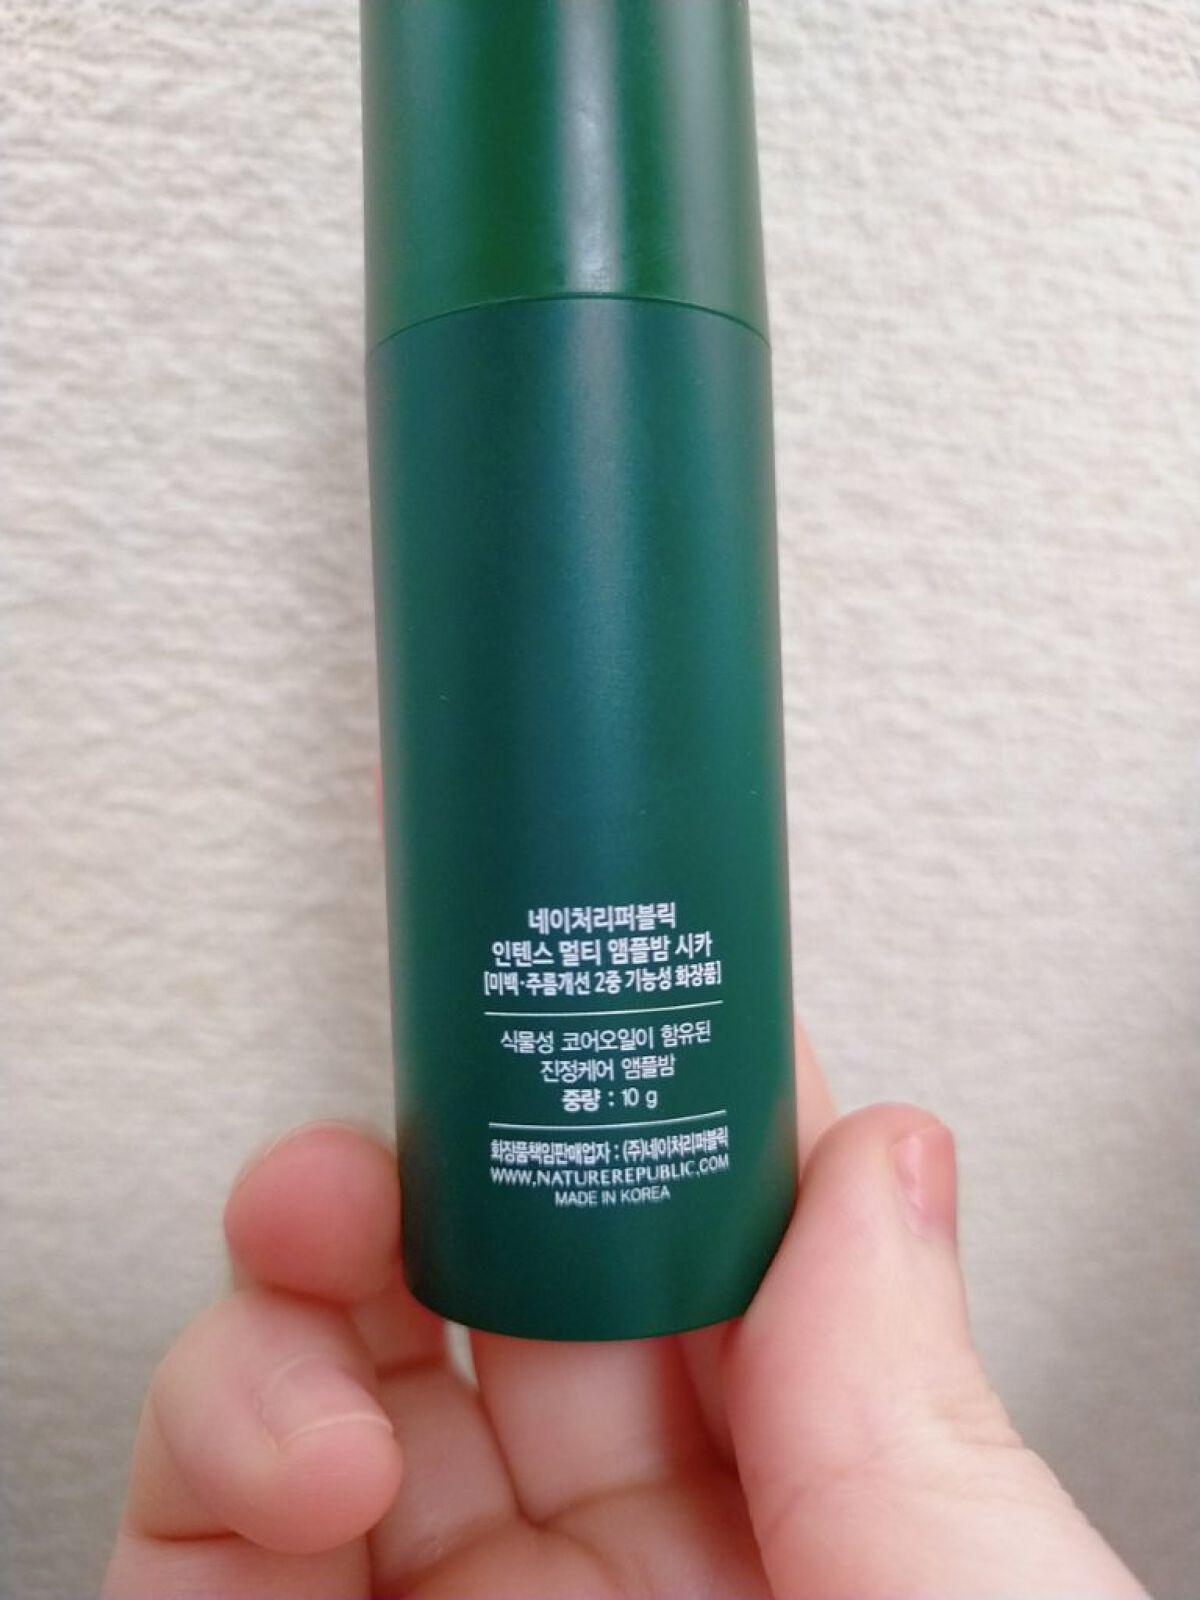 네이처리퍼블릭
인텐스 멀티 앰플밤 시카
[미백·주름개선 2중 기능성 화장품]
식물성 코어오일이 함유된
진정케어 앰플밤
중량 : 10 g
화장품책임판매업자 : (주)네이처리퍼블릭
WWW.NATUREREPUBLIC.COM
MADE IN KOREA